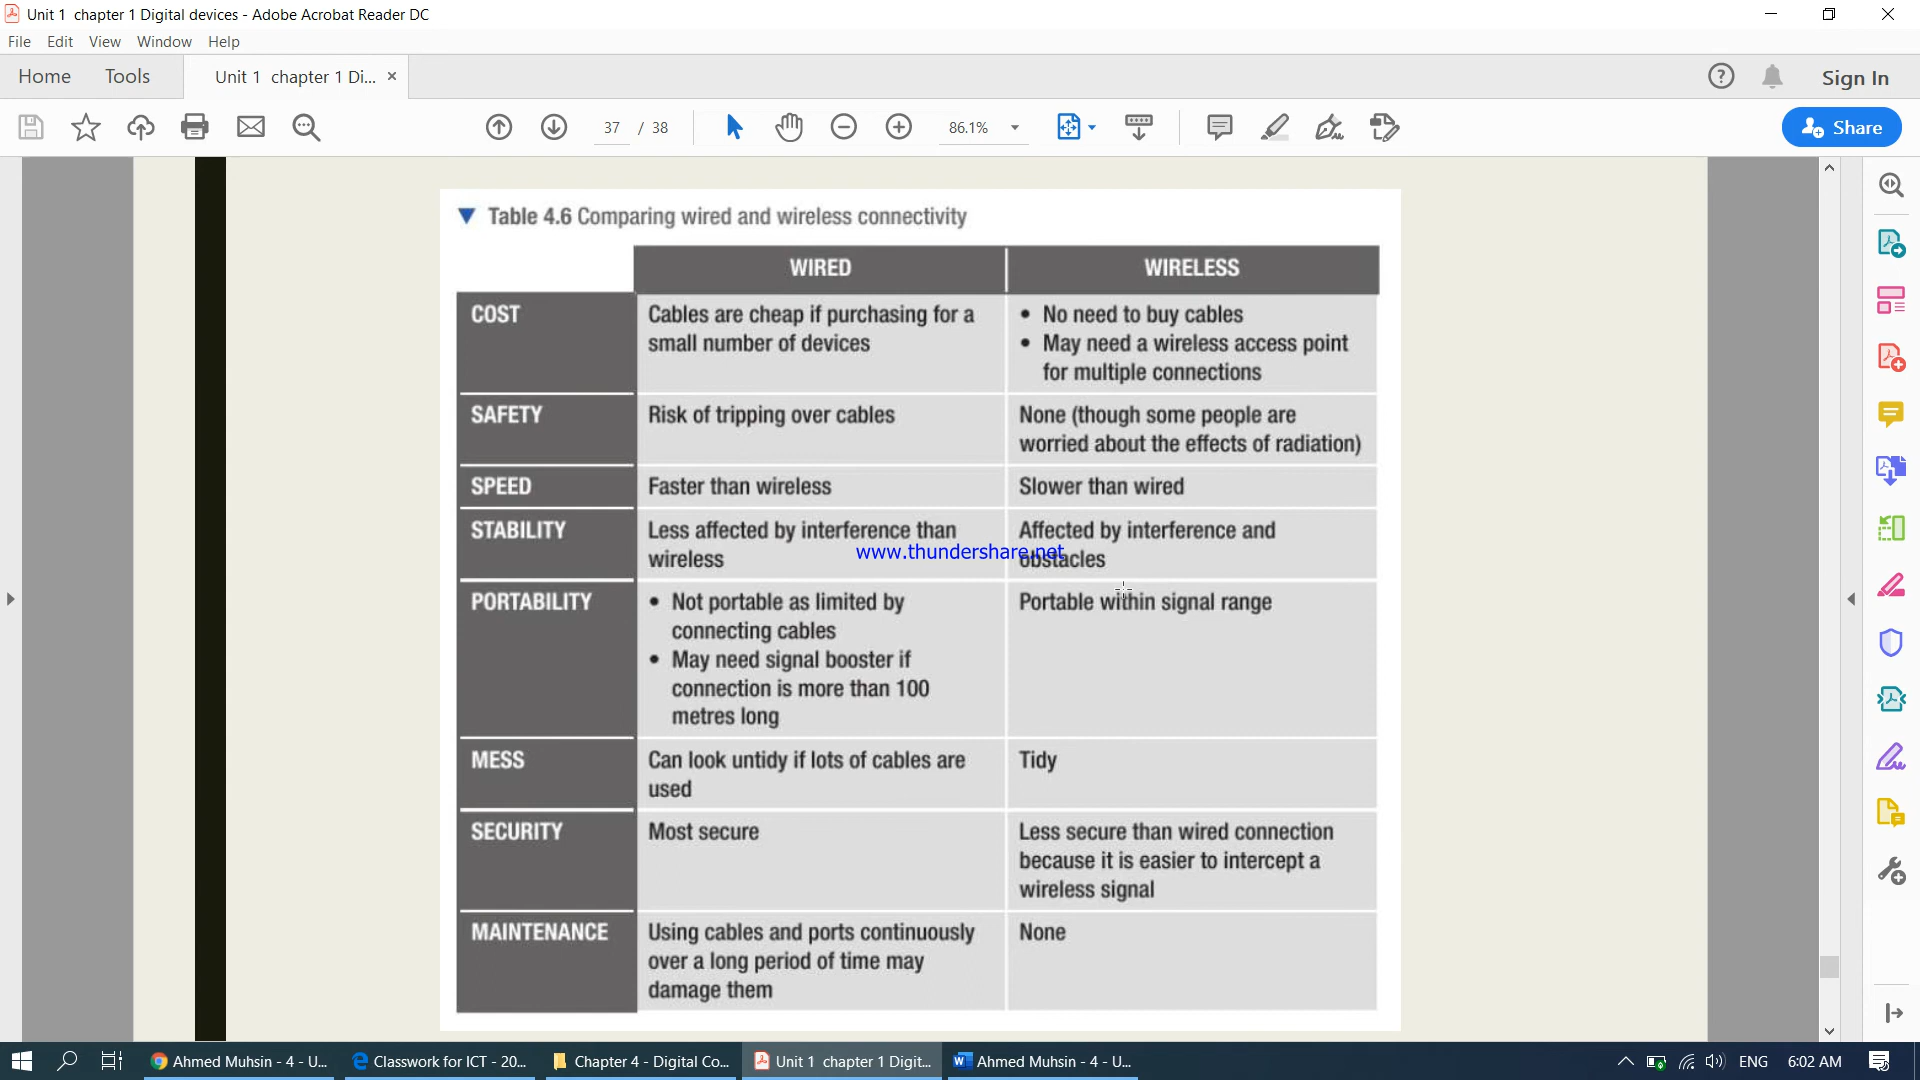 Unit 1 chapter 1 Digital devices - Adobe Acrobat Reader DC
File Edit View Window Help
Home Tools Unit 1 chapter 1 Di... × Sign In
37 / 38 86.1% Share
Table 4.6 Comparing wired and wireless connectivity
WIRED WIRELESS
COST
Cables are cheap if purchasing for a
small number of devices
• No need to buy cables
• May need a wireless access point
for multiple connections
SAFETY
Risk of tripping over cables
None (though some people are
worried about the effects of radiation)
SPEED
Faster than wireless
Slower than wired
STABILITY
Less affected by interference than
wireless
Affected by interference and
obstacles
www.thundershare.net
PORTABILITY
• Not portable as limited by
connecting cables
• May need signal booster if
connection is more than 100
metres long
Portable within signal range
MESS
Can look untidy if lots of cables are
used
Tidy
SECURITY
Most secure
Less secure than wired connection
because it is easier to intercept a
wireless signal
MAINTENANCE
Using cables and ports continuously
over a long period of time may
damage them
None
Ahmed Muhsin - 4 - U... Classwork for ICT - 20... Chapter 4 - Digital Co... Unit 1 chapter 1 Digit... Ahmed Muhsin - 4 - U... ENG 6:02 AM